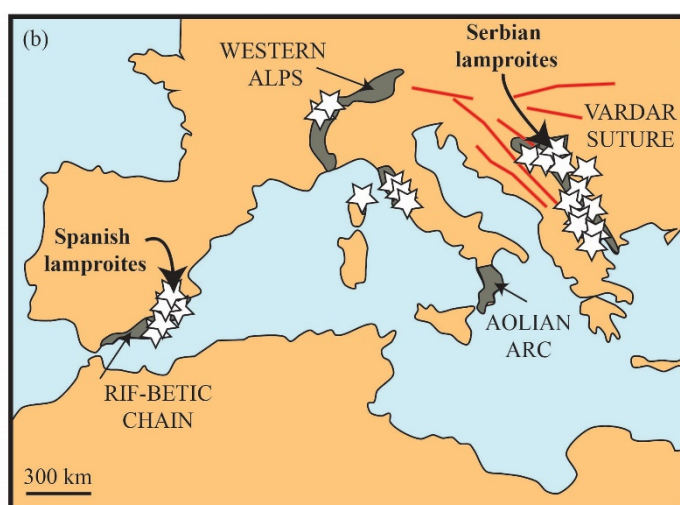 (b)
WESTERN
ALPS
Serbian
lamproites
VARDAR
SUTURE
Spanish
lamproites
AOLIAN
ARC
RIF-BETIC
CHAIN
300 km